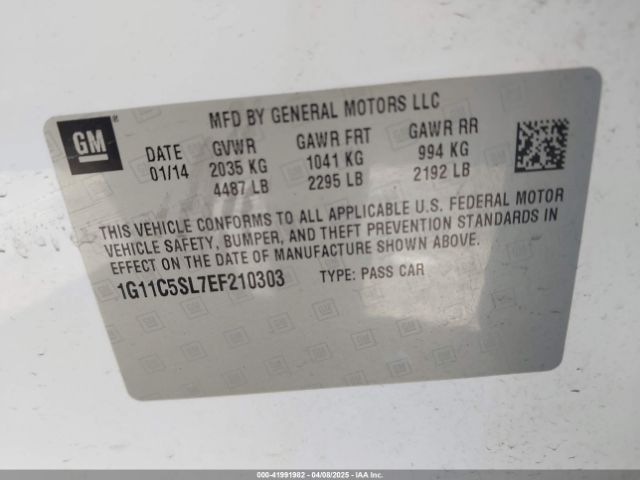 MFD BY GENERAL MOTORS LLC
GM®
DATE GVWR GAWR FRT GAWR RR
01/14 2035 KG 1041 KG 994 KG
4487 LB 2295 LB 2192 LB
THIS VEHICLE CONFORMS TO ALL APPLICABLE U.S. FEDERAL MOTOR
VEHICLE SAFETY, BUMPER, AND THEFT PREVENTION STANDARDS IN
EFFECT ON THE DATE OF MANUFACTURE SHOWN ABOVE.
1G11C5SL7EF210303 TYPE: PASS CAR
000-41991982 - 04/08/2025 - IAA Inc.